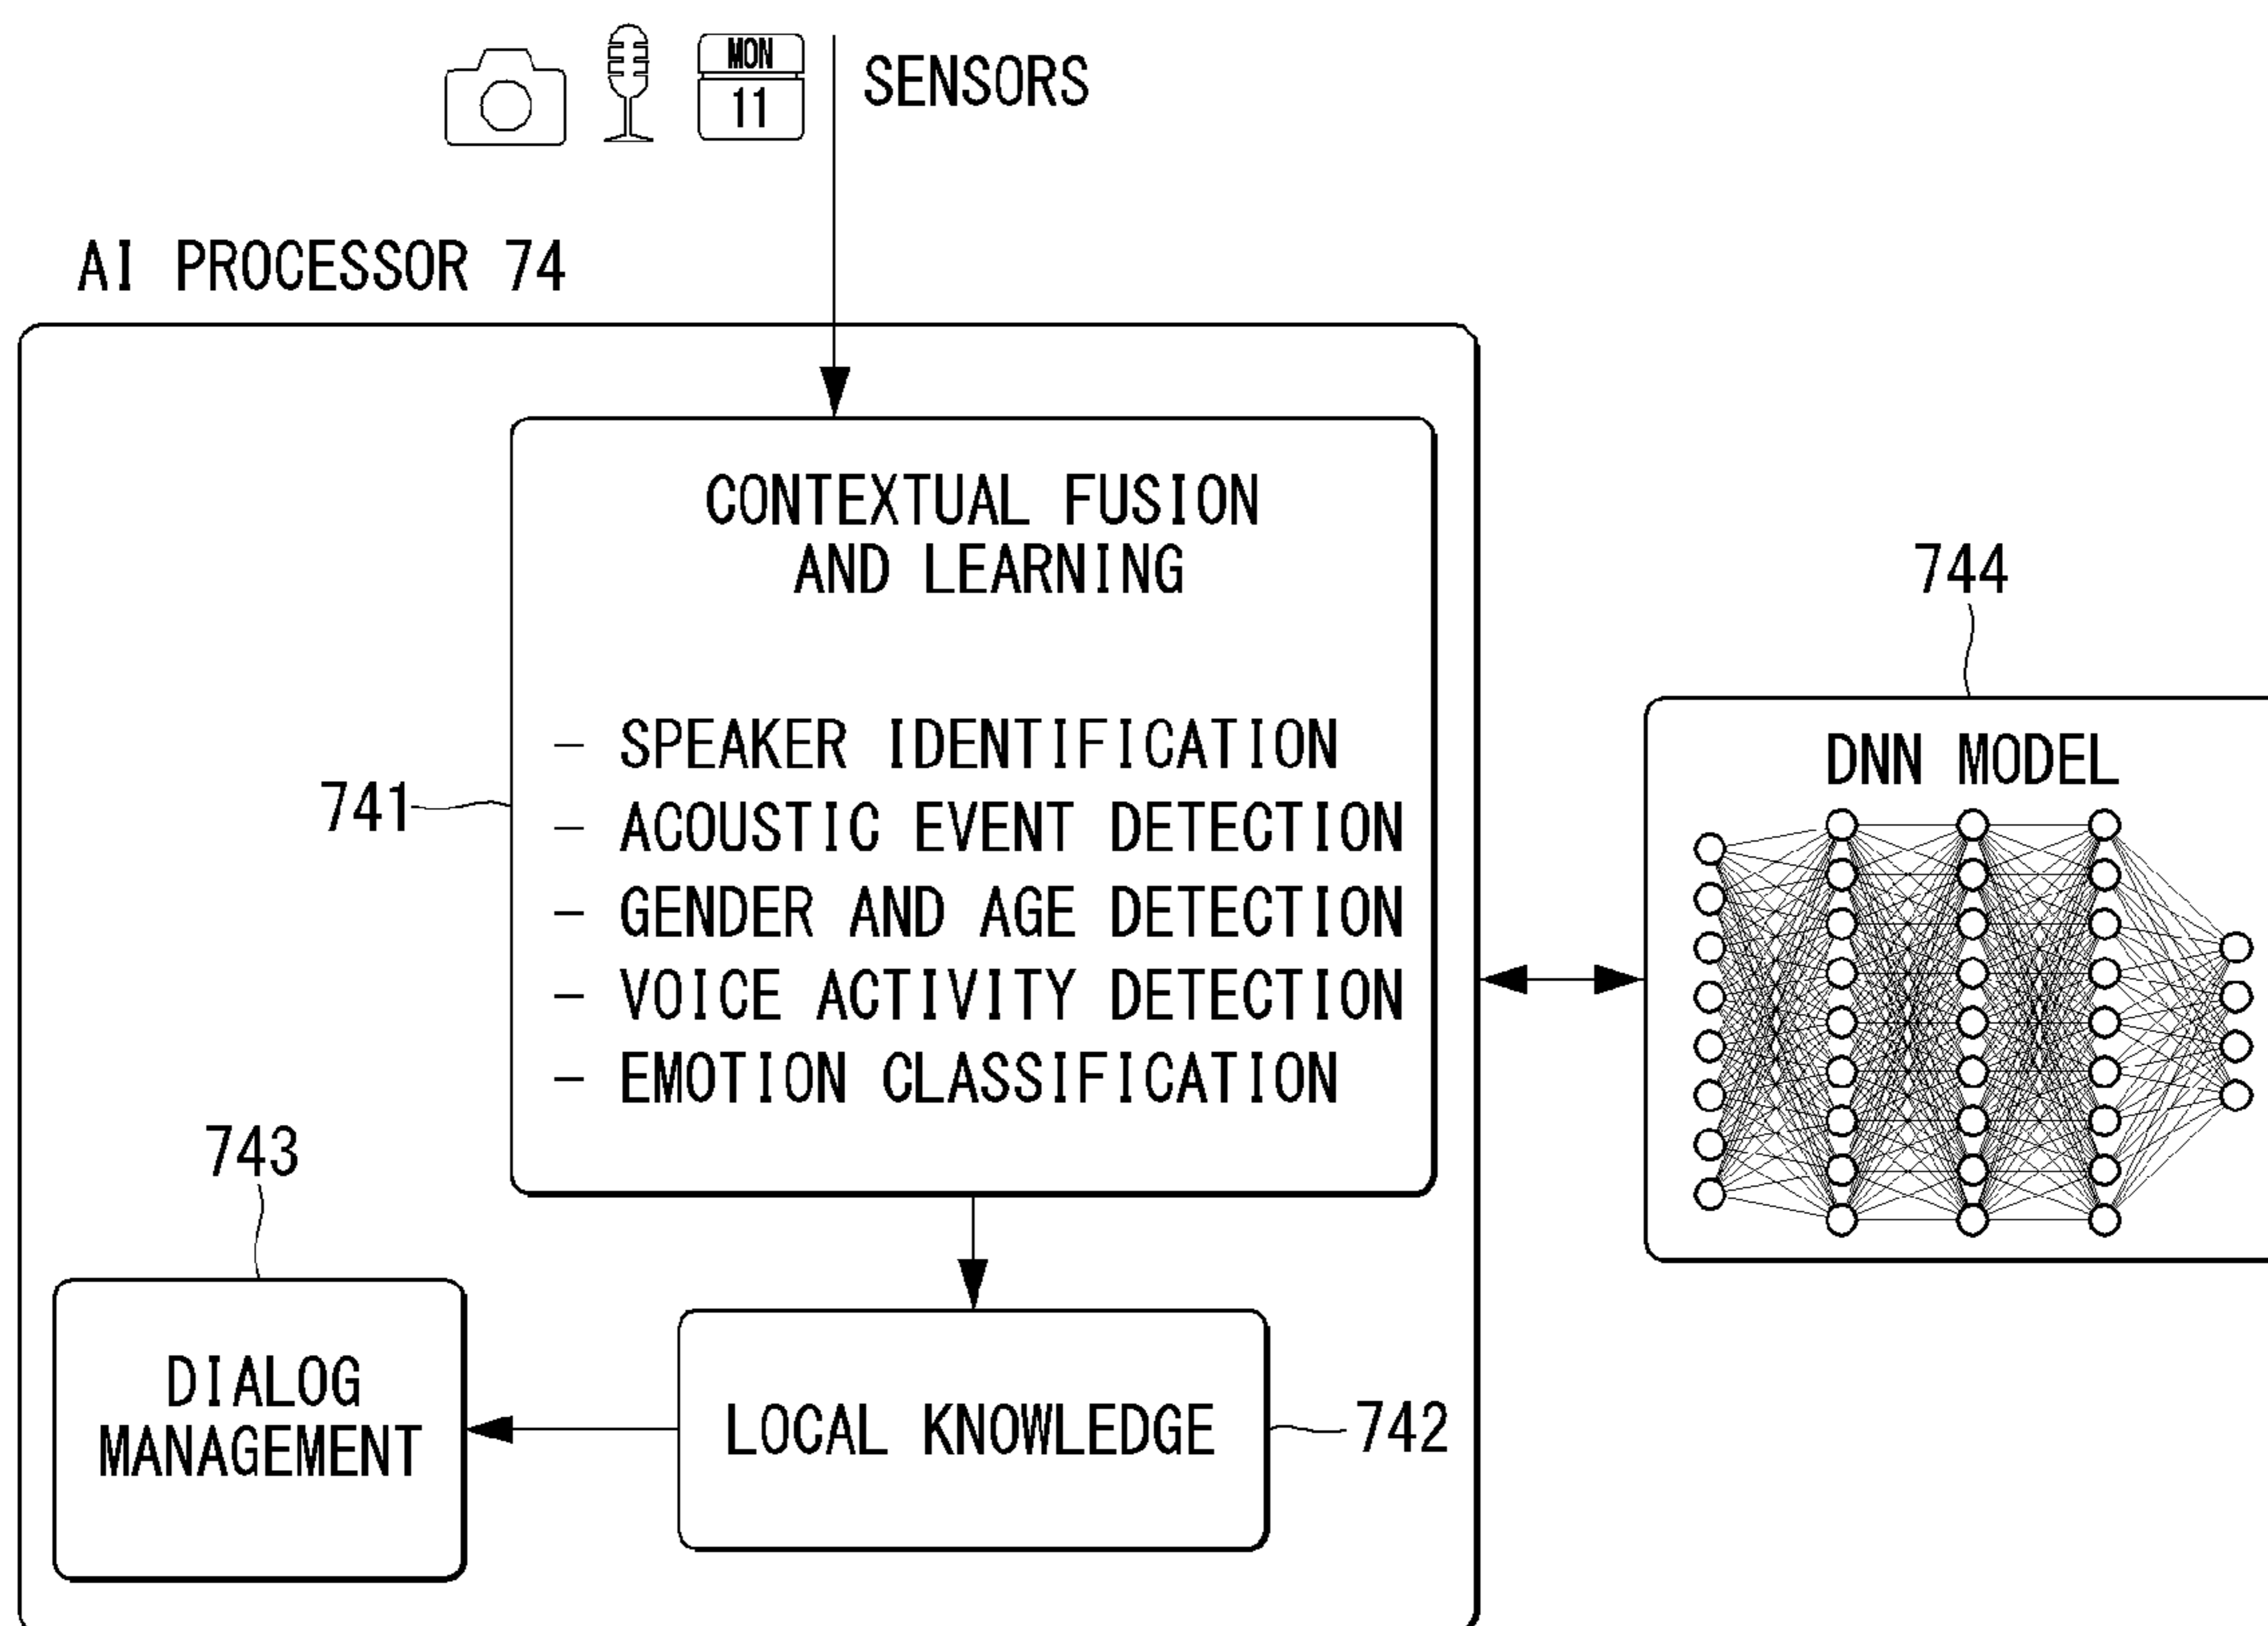 MON
11
SENSORS
AI PROCESSOR 74
CONTEXTUAL FUSION
AND LEARNING
– SPEAKER IDENTIFICATION
– ACOUSTIC EVENT DETECTION
– GENDER AND AGE DETECTION
– VOICE ACTIVITY DETECTION
– EMOTION CLASSIFICATION
741
744
DNN MODEL
743
DIALOG
MANAGEMENT
LOCAL KNOWLEDGE
742